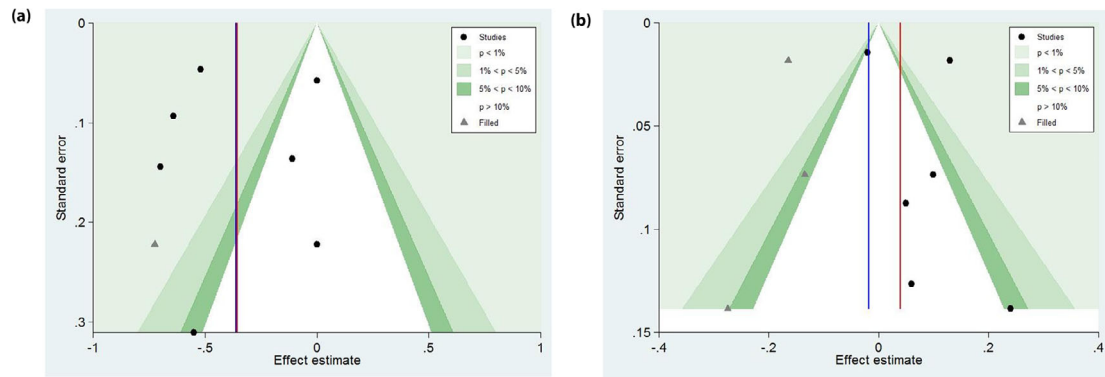 (a)
0
.1
.2
.3
Standard error
-1
-.5
0
.5
1
Effect estimate
Studies
p < 1%
1% < p < 5%
5% < p < 10%
p > 10%
Filled
(b)
0
.05
.1
.15
Standard error
-.4
-.2
0
.2
.4
Effect estimate
Studies
p < 1%
1% < p < 5%
5% < p < 10%
p > 10%
Filled